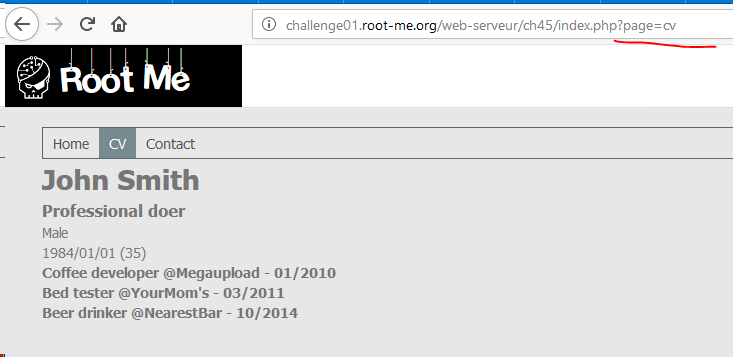 challenge01.root-me.org/web-serveur/ch45/index.php?page=cv
Root Me
Home CV Contact
John Smith
Professional doer
Male
1984/01/01 (35)
Coffee developer @Megaupload - 01/2010
Bed tester @YourMom's - 03/2011
Beer drinker @NearestBar - 10/2014